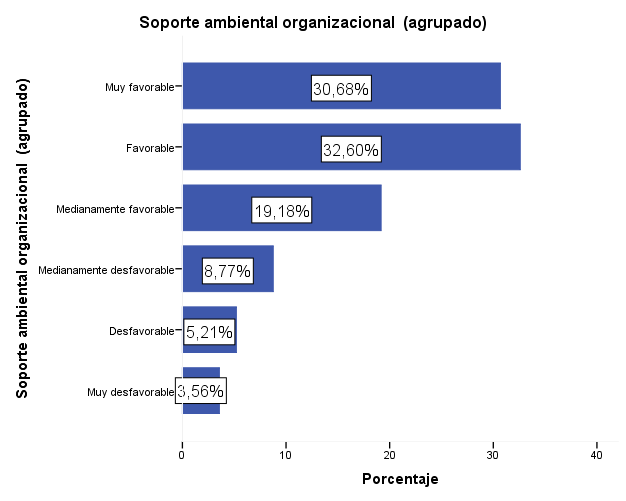 Soporte ambiental organizacional (agrupado)
Soporte ambiental organizacional (agrupado)
Muy favorable
30,68%
Favorable
32,60%
Medianamente favorable
19,18%
Medianamente desfavorable
8,77%
Desfavorable
5,21%
Muy desfavorable
3,56%
0 10 20 30 40
Porcentaje